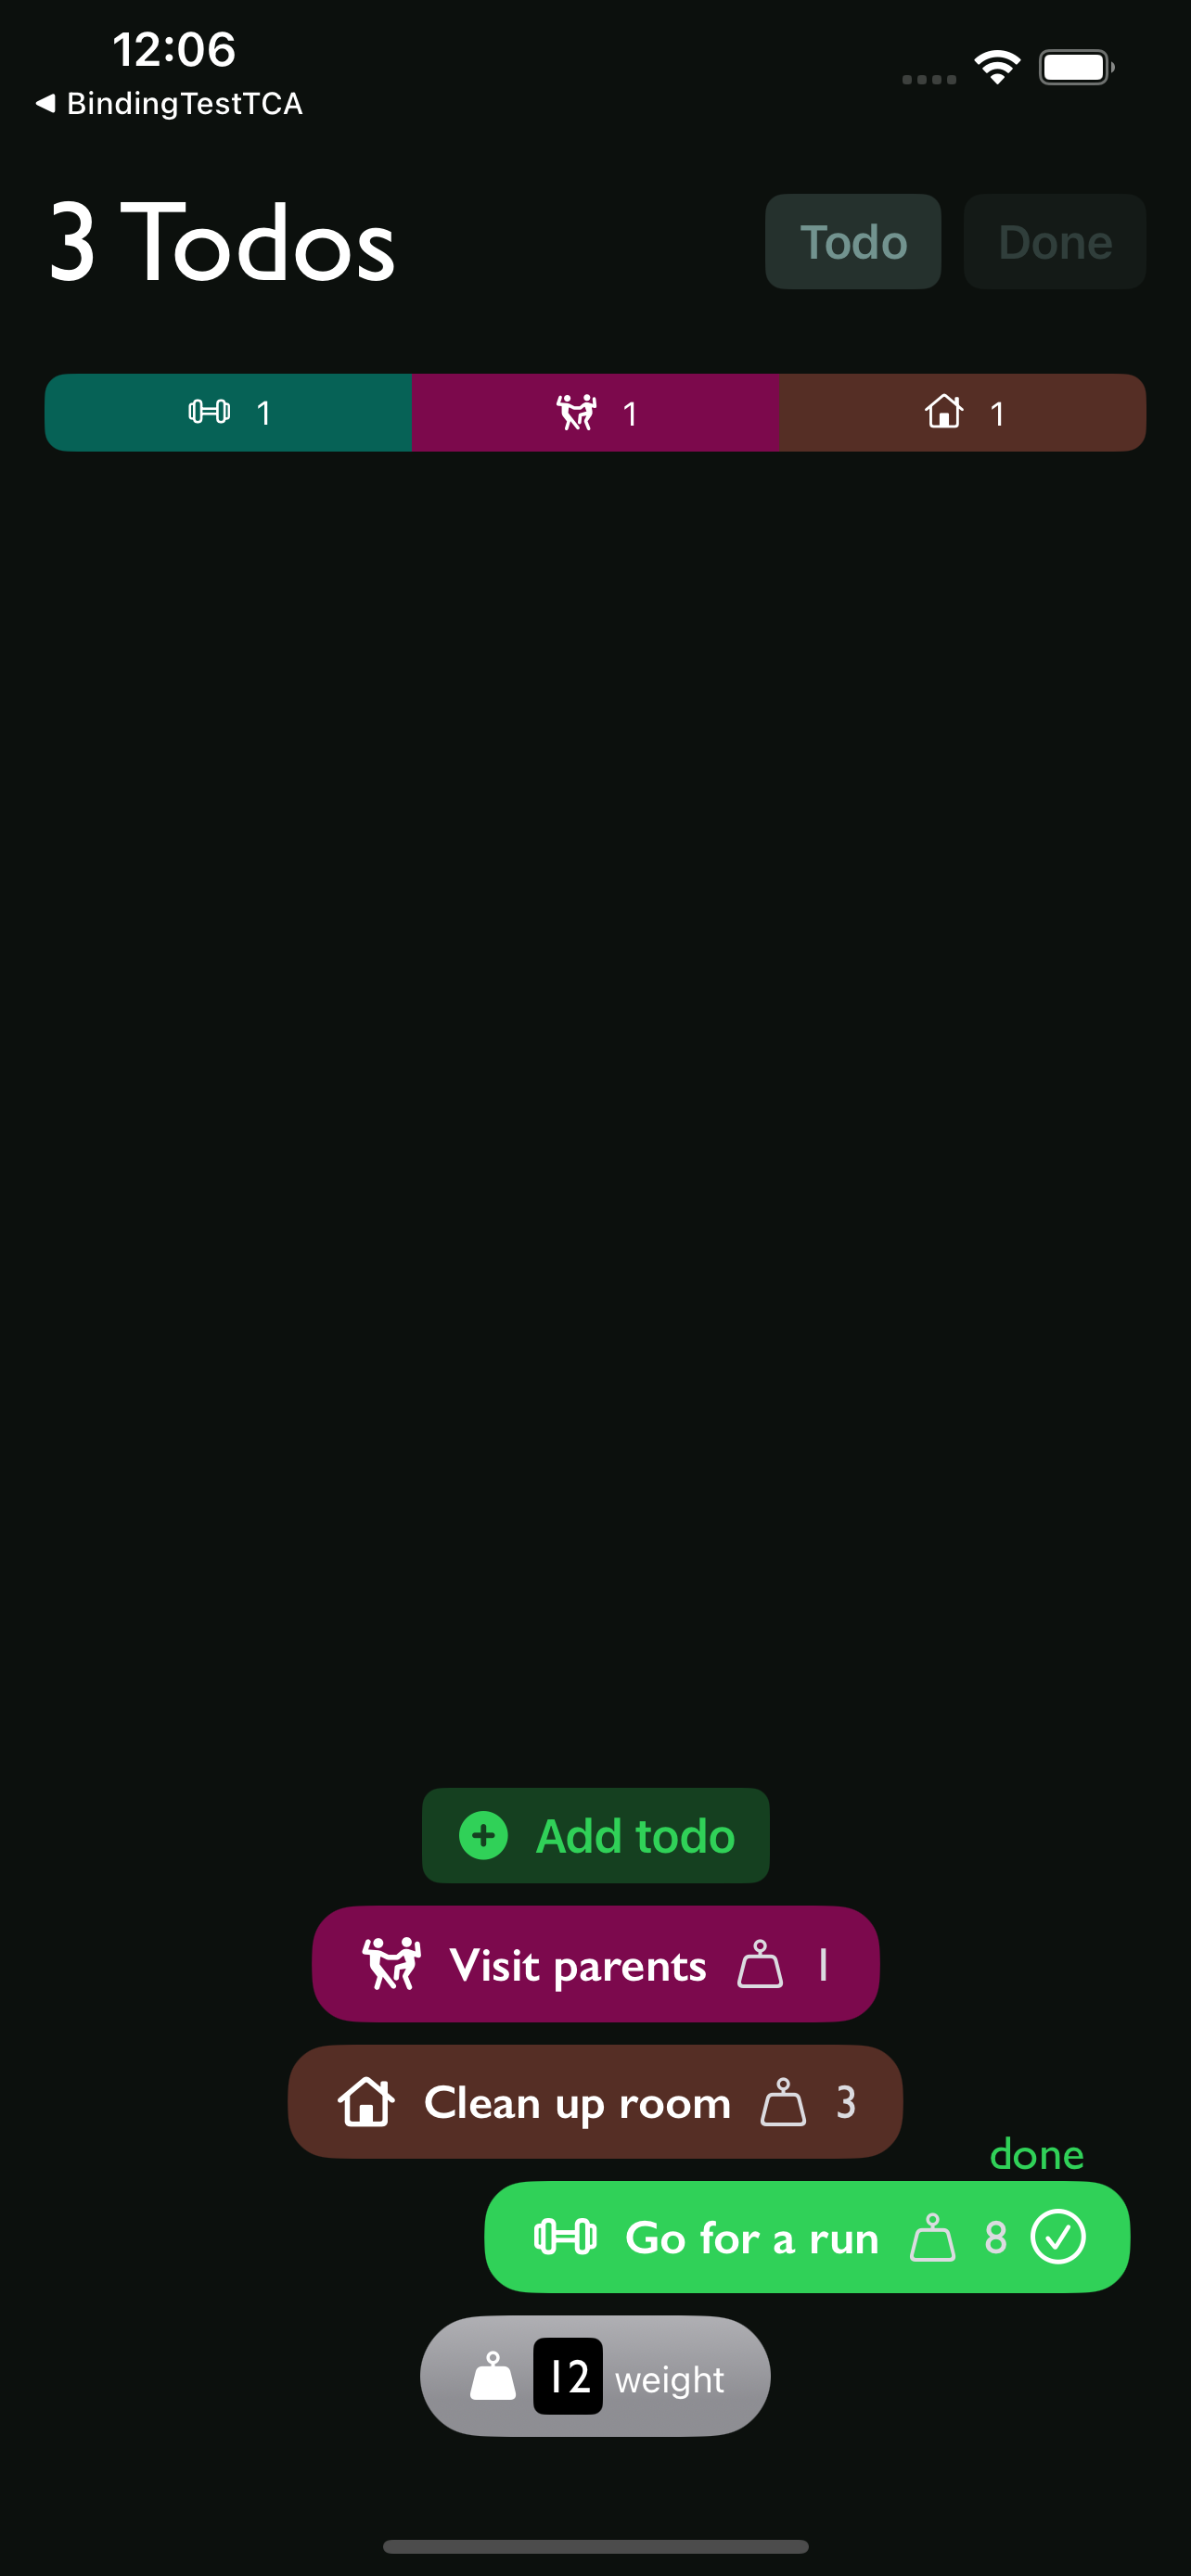 12:06
BindingTestTCA
3 Todos
Todo
Done
1
1
1
Add todo
Visit parents 1
Clean up room 3
done
Go for a run 8
12 weight